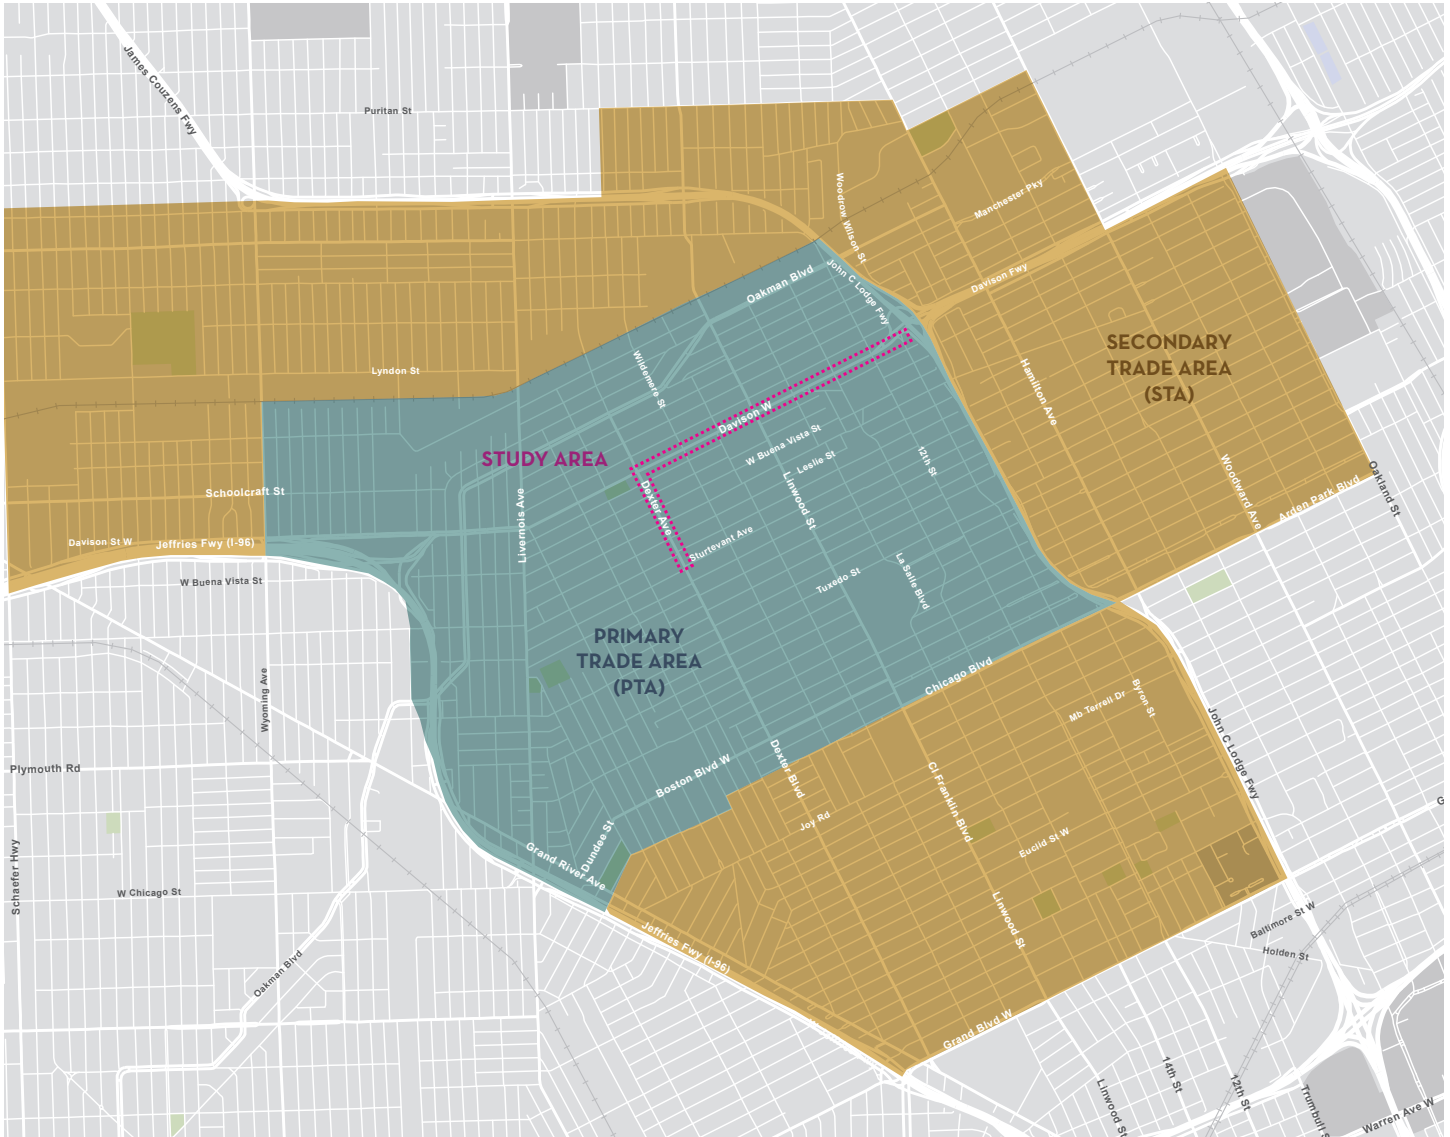 James Couzens Fwy
Puritan St
Woodrow Wilson St
Manchester Pky
Oakman Blvd
John C Lodge Fwy
Davison Fwy
SECONDARY
TRADE AREA
(STA)
Lyndon St
Wildemere St
Hamilton Ave
Davison W
W Buena Vista St
Leslie St
12th St
STUDY AREA
Schoolcraft St
Livernois Ave
Dexter Ave
Linwood St
Woodward Ave
Arden Park Blvd
Oakland St
Davison St W
Jeffries Fwy (I-96)
Sturtevant Ave
W Buena Vista St
Tuxedo St
La Salle Blvd
PRIMARY
TRADE AREA
(PTA)
Wyoming Ave
Chicago Blvd
Mb Terrell Dr
Byron St
John C Lodge Fwy
Plymouth Rd
Boston Blvd W
Dexter Blvd
Cl Franklin Blvd
Joy Rd
Euclid St W
Dundee St
Grand River Ave
Schaefer Hwy
W Chicago St
Linwood St
Baltimore St W
Holden St
Jeffries Fwy (I-96)
Oakman Blvd
Grand Blvd W
Linwood St
14th St
12th St
Trumbull
Warren Ave W